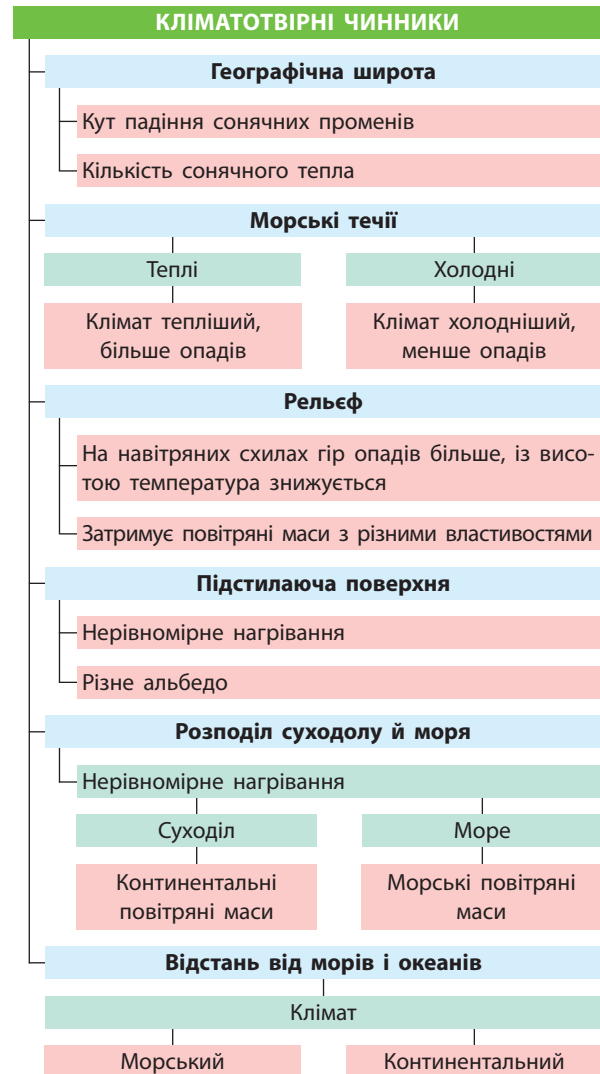 КЛІМАТОТВІРНІ ЧИННИКИ
Географічна широта
Кут падіння сонячних променів
Кількість сонячного тепла
Морські течії
Теплі
Холодні
Клімат тепліший,
більше опадів
Клімат холодніший,
менше опадів
Рельєф
На навітряних схилах гір опадів більше, із висо-
тою температура знижується
Затримує повітряні маси з різними властивостями
Підстилаюча поверхня
Нерівномірне нагрівання
Різне альбедо
Розподіл суходолу й моря
Нерівномірне нагрівання
Суходіл
Море
Континентальні
повітряні маси
Морські повітряні
маси
Відстань від морів і океанів
Клімат
Морський
Континентальний